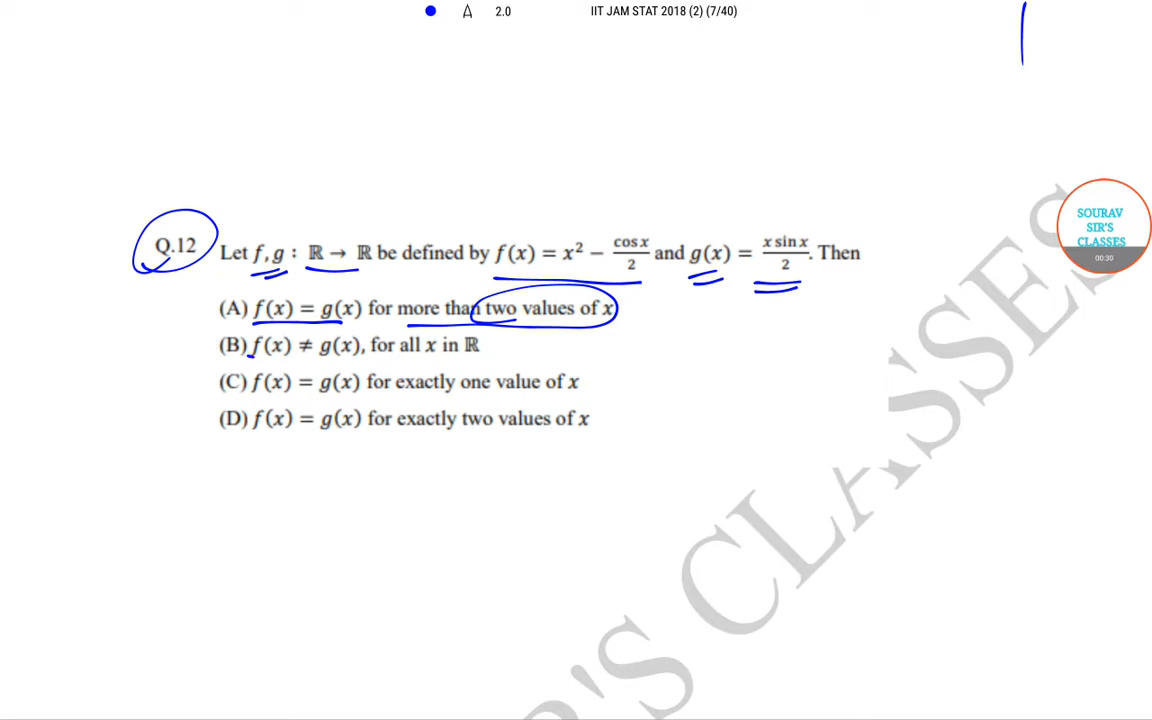 2.0 IIT JAM STAT 2018 (2) (7/40)
SOURAV
SIR'S
CLASSES
00:30
Q.12 Let f, g : ℝ → ℝ be defined by f(x) = x² − cos x/2 and g(x) = x sin x/2. Then
(A) f(x) = g(x) for more than two values of x
(B) f(x) ≠ g(x), for all x in ℝ
(C) f(x) = g(x) for exactly one value of x
(D) f(x) = g(x) for exactly two values of x
R'S CLASSES